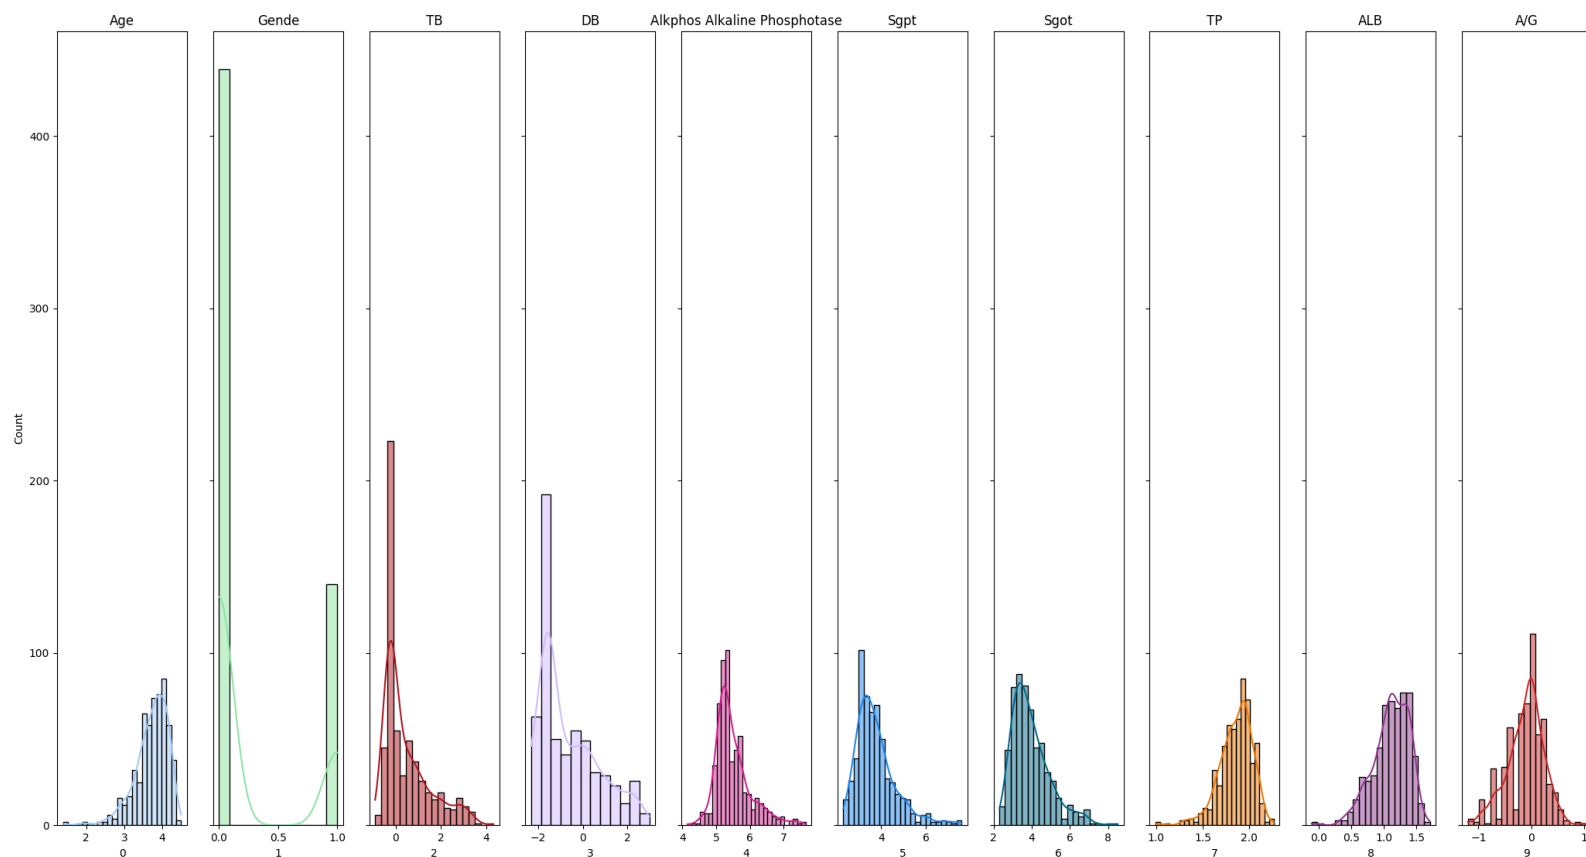 Age Gende TB DB Alkphos Alkaline Phosphotase Sgpt Sgot TP ALB A/G
400
300
200
100
0
Count
2 3 4 0.0 0.5 1.0 0 2 4 −2 0 2 4 5 6 7 4 6 2 4 6 8 1.0 1.5 2.0 0.0 0.5 1.0 1.5 −1 0 1
0 1 2 3 4 5 6 7 8 9